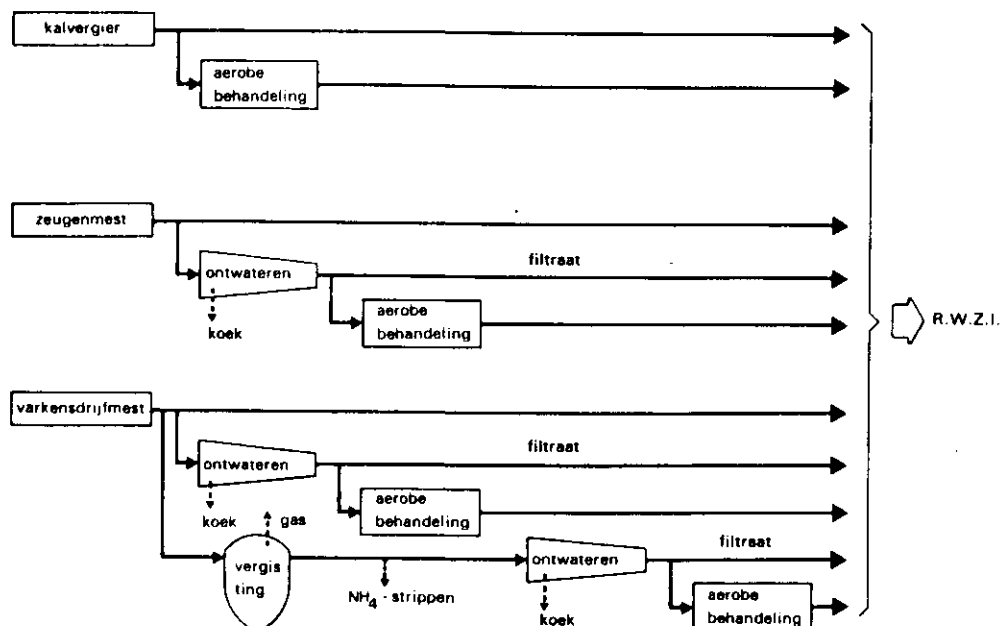 kalvergier
aerobe
behandeling
zeugenmest
ontwateren
filtraat
koek
aerobe
behandeling
R.W.Z.I.
varkensdrijfmest
ontwateren
filtraat
koek
gas
aerobe
behandeling
vergis
ting
NH₄ - strippen
ontwateren
filtraat
koek
aerobe
behandeling